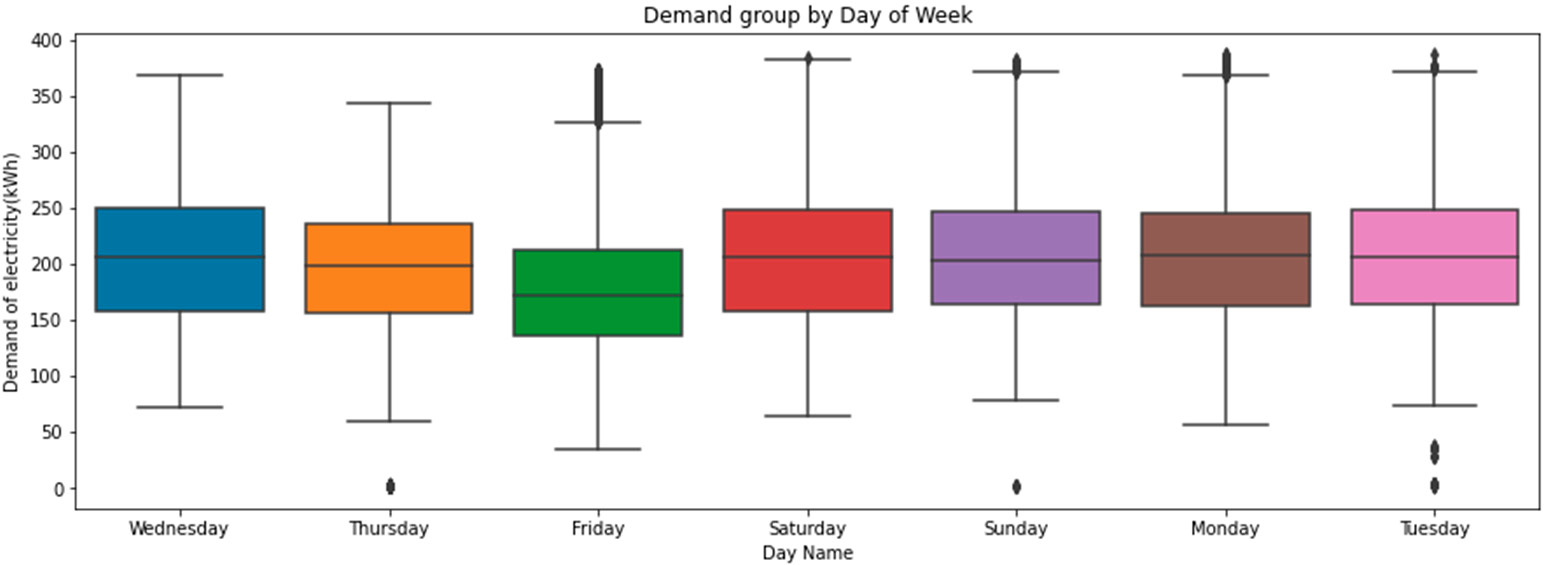 Demand group by Day of Week
Demand of electricity(kWh)
400
350
300
250
200
150
100
50
0
Wednesday Thursday Friday Saturday Sunday Monday Tuesday
Day Name